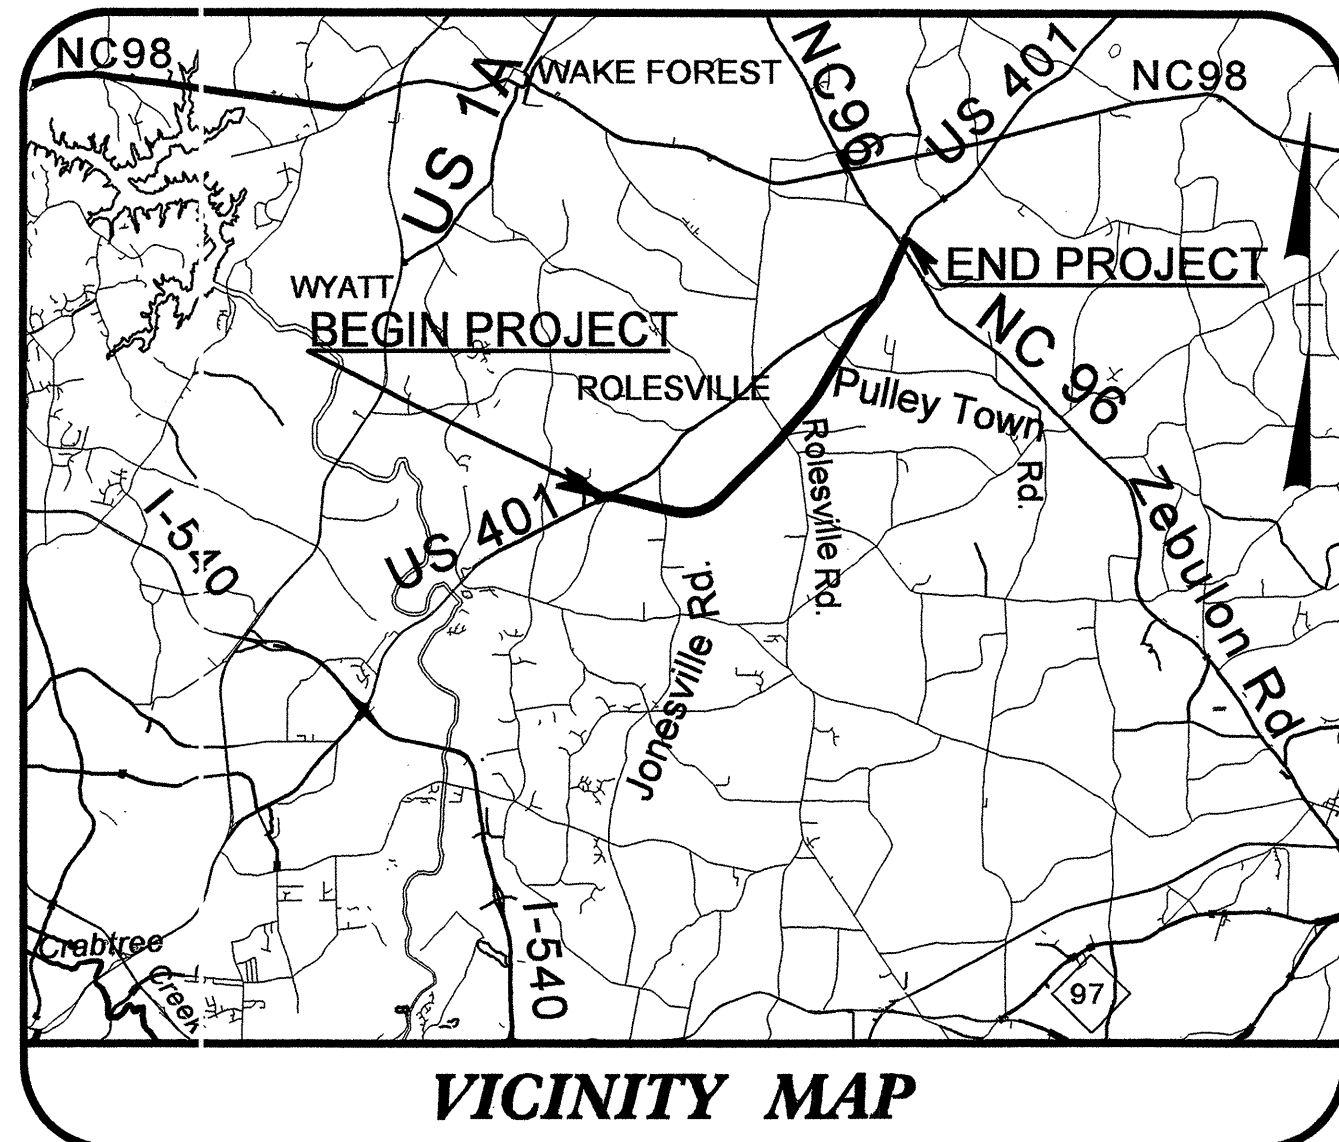 NC98
WAKE FOREST
US 1A
NC96
US 401
NC98
END PROJECT
WYATT
BEGIN PROJECT
ROLESVILLE
NC 96
Pulley Town
Rd.
Rolesville Rd.
US 401
I-540
Zebulon Rd
Jonesville Rd.
I-540
Crabtree
Creek
97
VICINITY MAP